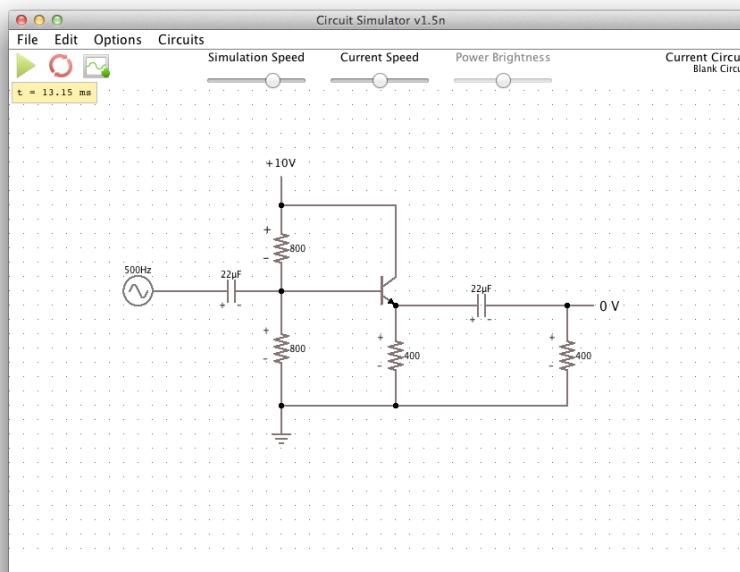 Circuit Simulator v1.5n
File Edit Options Circuits
Simulation Speed Current Speed Power Brightness Current Circu
Blank Circu
t = 13.15 ms
+10V
+
- 800
500Hz
22µF
+ -
22µF
+ -
0 V
+
- 800
+
- 400
+
- 400